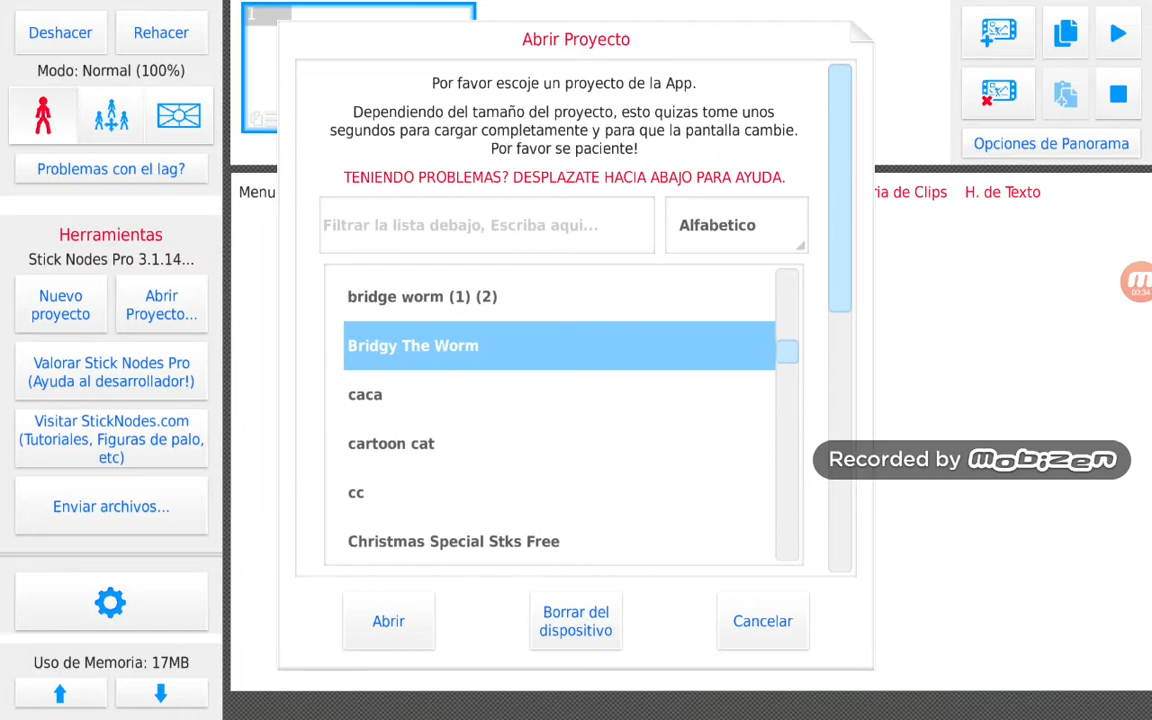 Deshacer
Rehacer
Modo: Normal (100%)
Problemas con el lag?
Herramientas
Stick Nodes Pro 3.1.14...
Nuevo
proyecto
Abrir
Proyecto...
Valorar Stick Nodes Pro
(Ayuda al desarrollador!)
Visitar StickNodes.com
(Tutoriales, Figuras de palo,
etc)
Enviar archivos...
Uso de Memoria: 17MB
1
Menu
Abrir Proyecto
Por favor escoje un proyecto de la App.
Dependiendo del tamaño del proyecto, esto quizas tome unos
segundos para cargar completamente y para que la pantalla cambie.
Por favor se paciente!
TENIENDO PROBLEMAS? DESPLAZATE HACIA ABAJO PARA AYUDA.
Filtrar la lista debajo, Escriba aqui...
Alfabetico
bridge worm (1) (2)
Bridgy The Worm
caca
cartoon cat
cc
Christmas Special Stks Free
Abrir
Borrar del
dispositivo
Cancelar
Opciones de Panorama
ria de Clips
H. de Texto
00:34
Recorded by mobizen